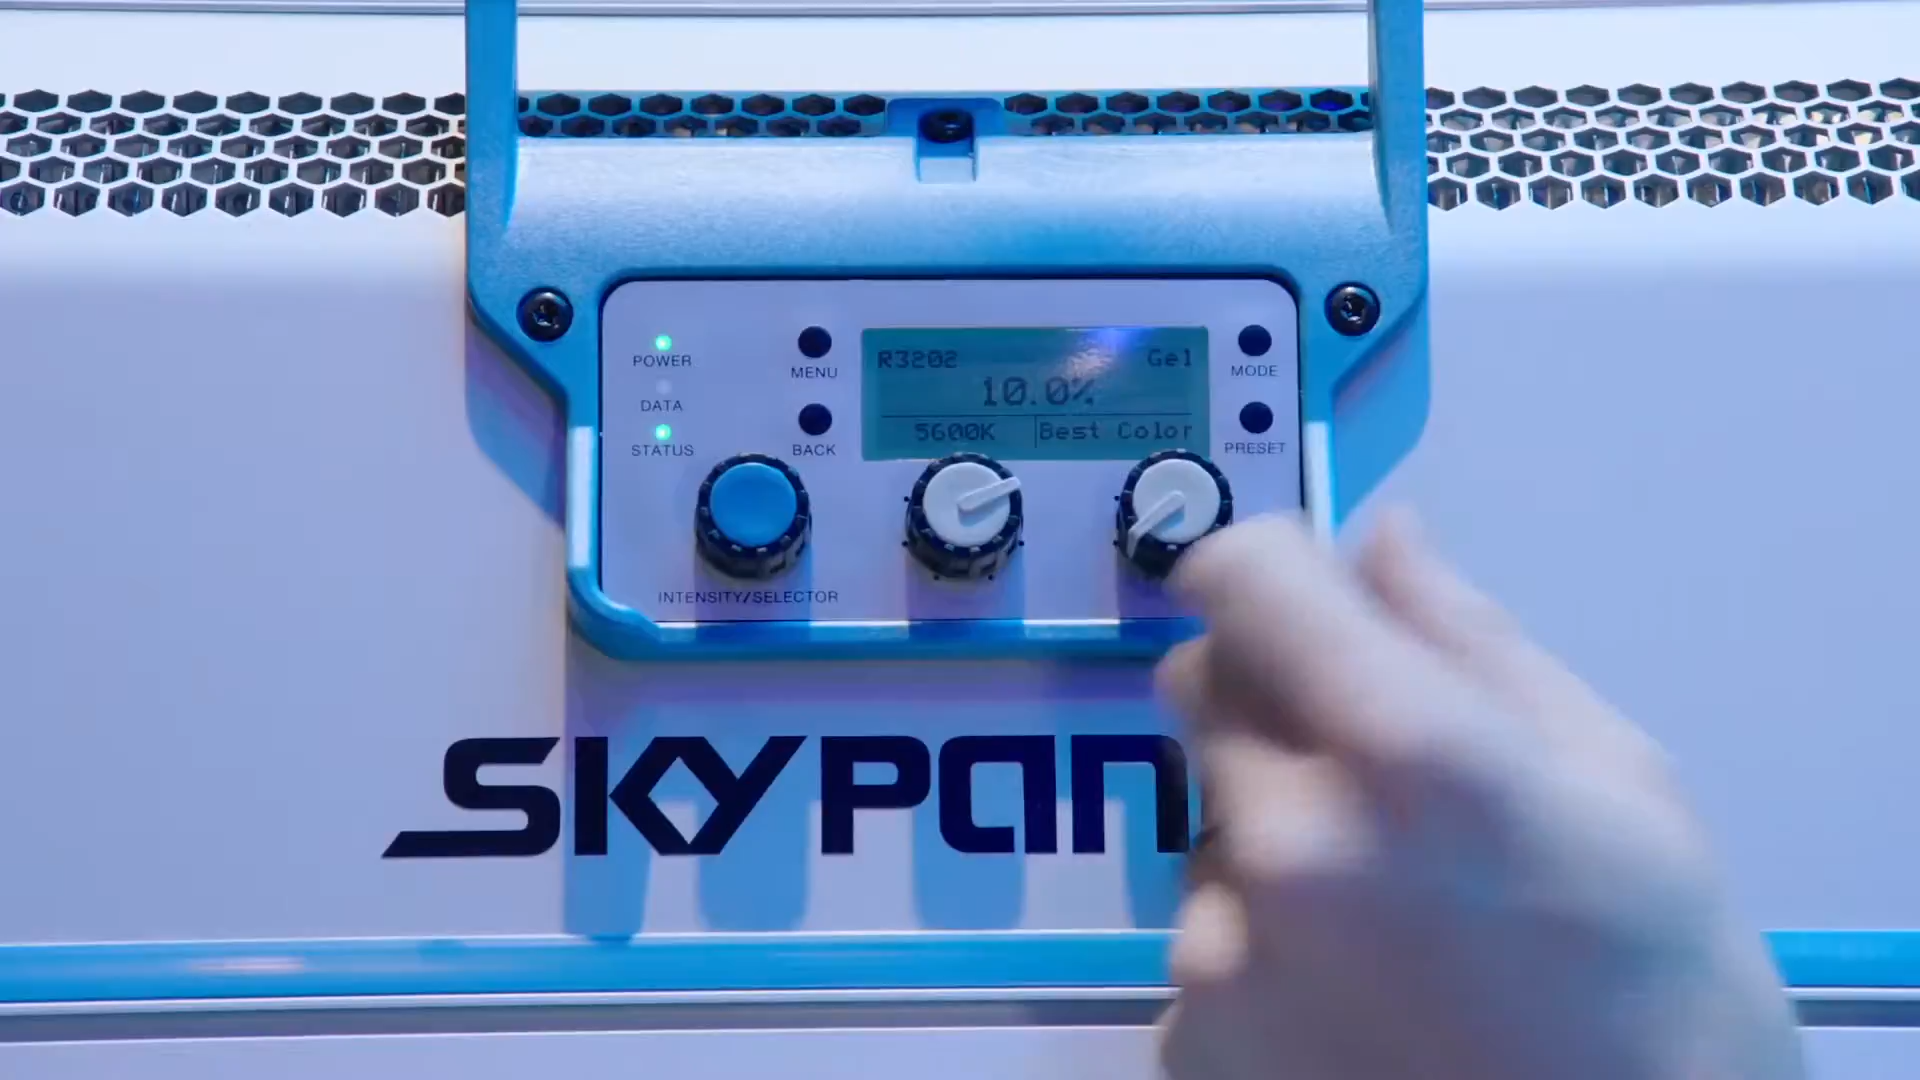 POWER
DATA
STATUS
MENU
BACK
R3202 Gel
10.0%
5600K Best Color
MODE
PRESET
INTENSITY/SELECTOR
SKYPAN